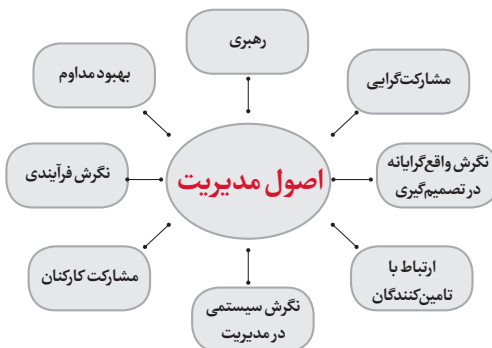 رهبری
مشارکت‌گرایی
بهبود مداوم
نگرش واقع‌گرایانه
در تصمیم‌گیری
اصول مدیریت
نگرش فرآیندی
ارتباط با
تامین‌کنندگان
مشارکت کارکنان
نگرش سیستمی
در مدیریت